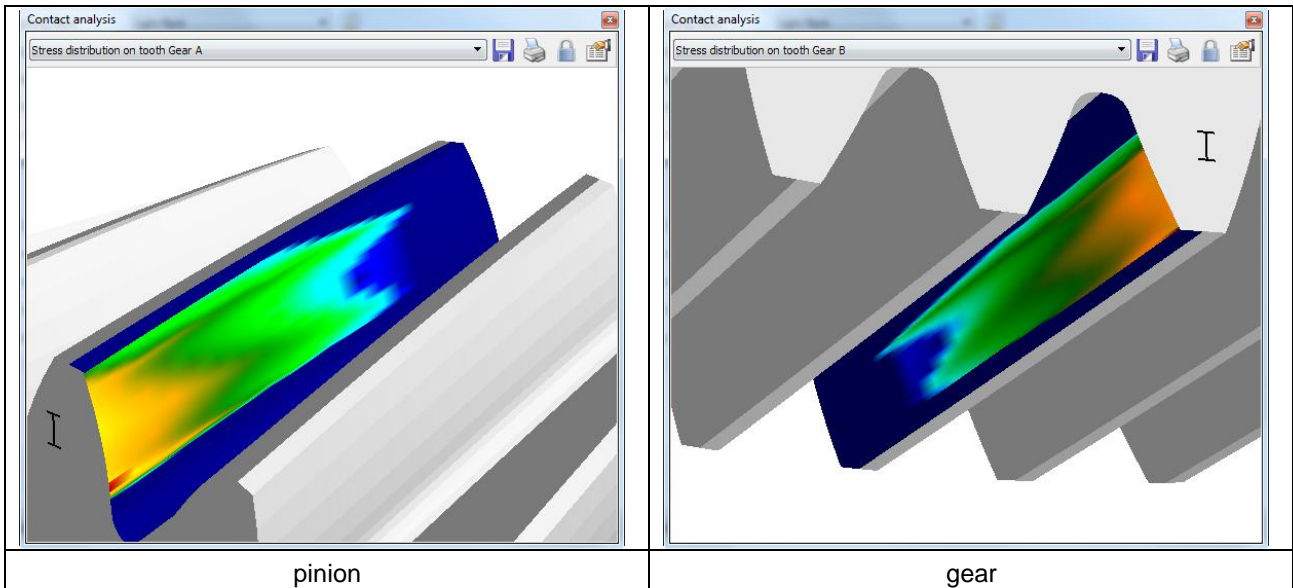 Contact analysis
Stress distribution on tooth Gear A
I
pinion
Contact analysis
Stress distribution on tooth Gear B
I
gear